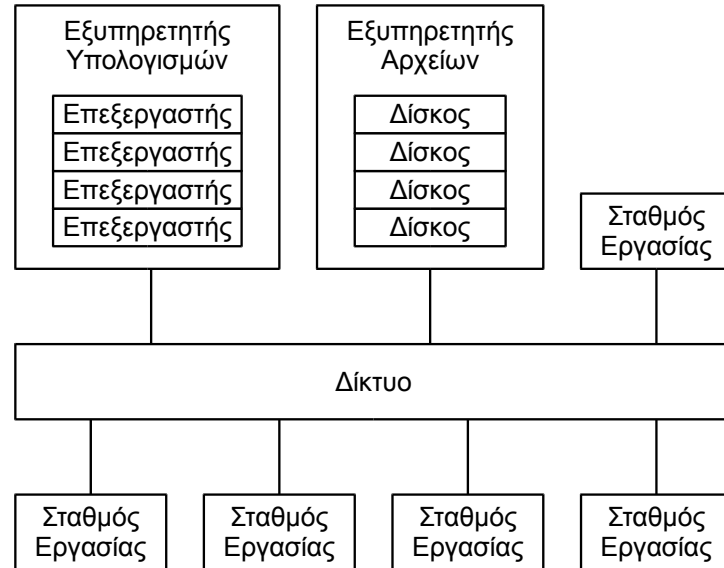 Εξυπηρετητής
Υπολογισμών
Επεξεργαστής
Επεξεργαστής
Επεξεργαστής
Επεξεργαστής
Εξυπηρετητής
Αρχείων
Δίσκος
Δίσκος
Δίσκος
Δίσκος
Σταθμός
Εργασίας
Δίκτυο
Σταθμός
Εργασίας
Σταθμός
Εργασίας
Σταθμός
Εργασίας
Σταθμός
Εργασίας